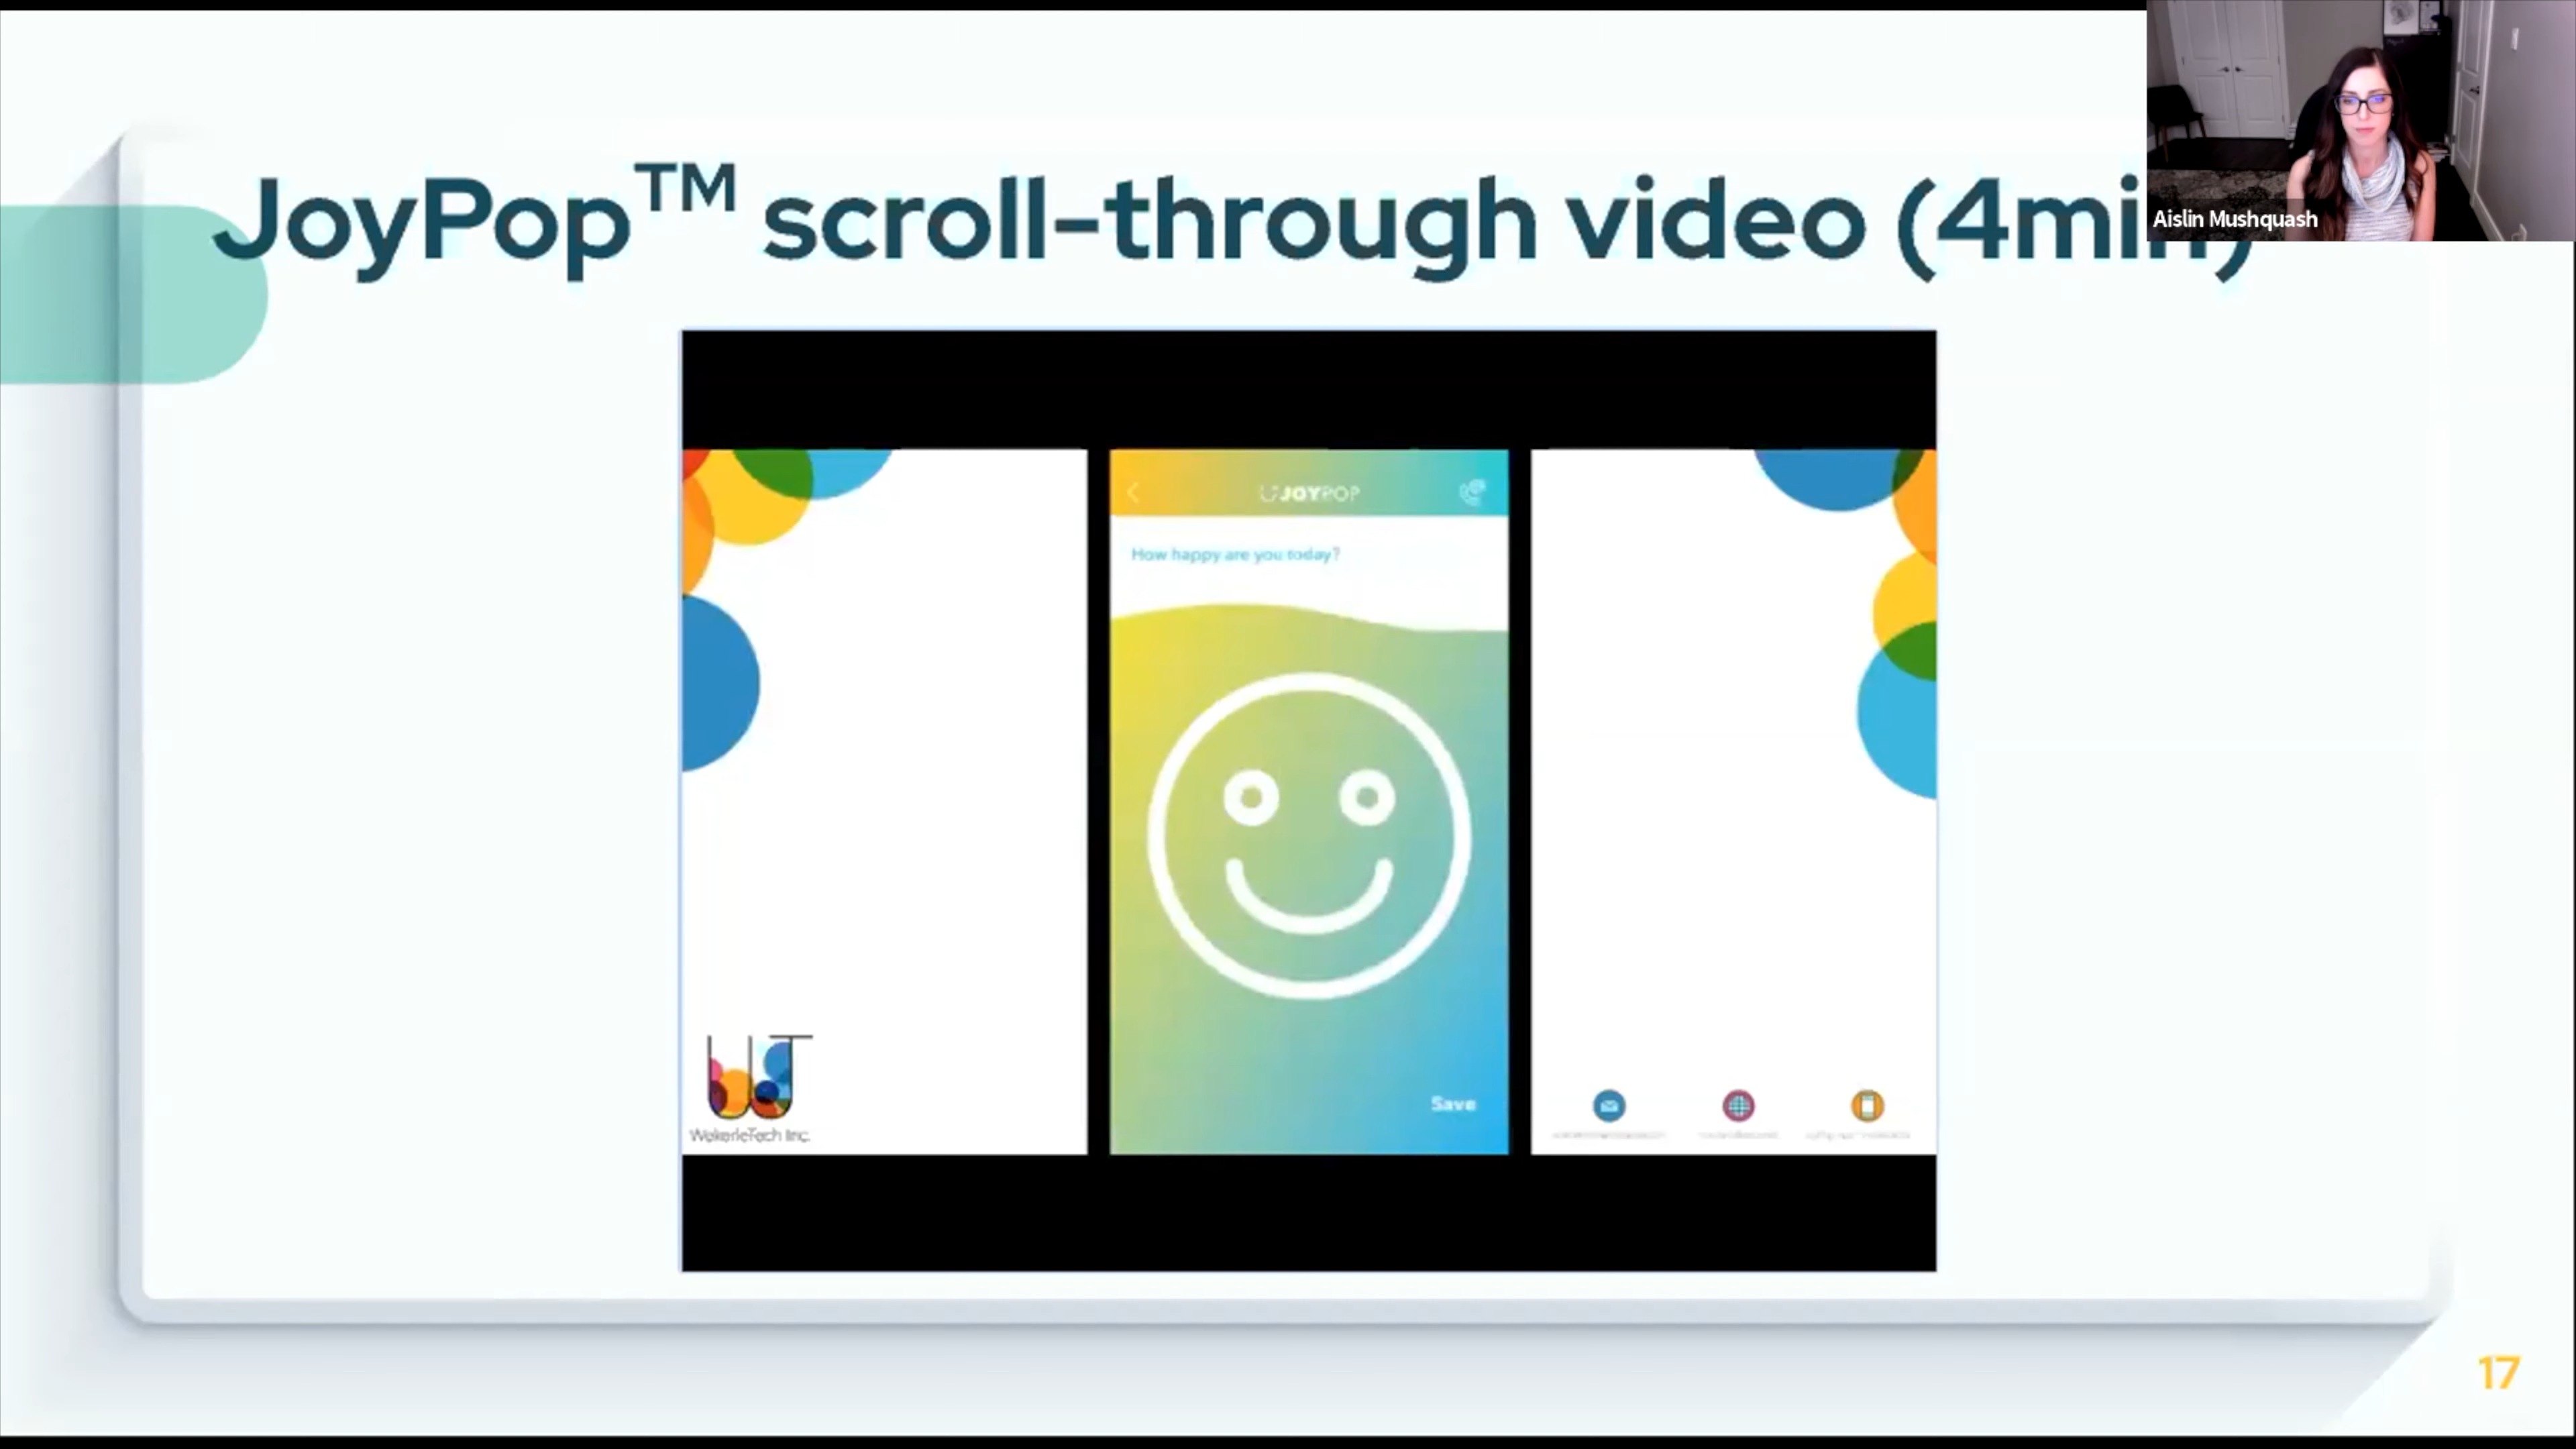 JoyPop™ scroll-through video (4min)
Aislin Mushquash
JOYPOP
How happy are you today?
Save
WekerleTech Inc.
17